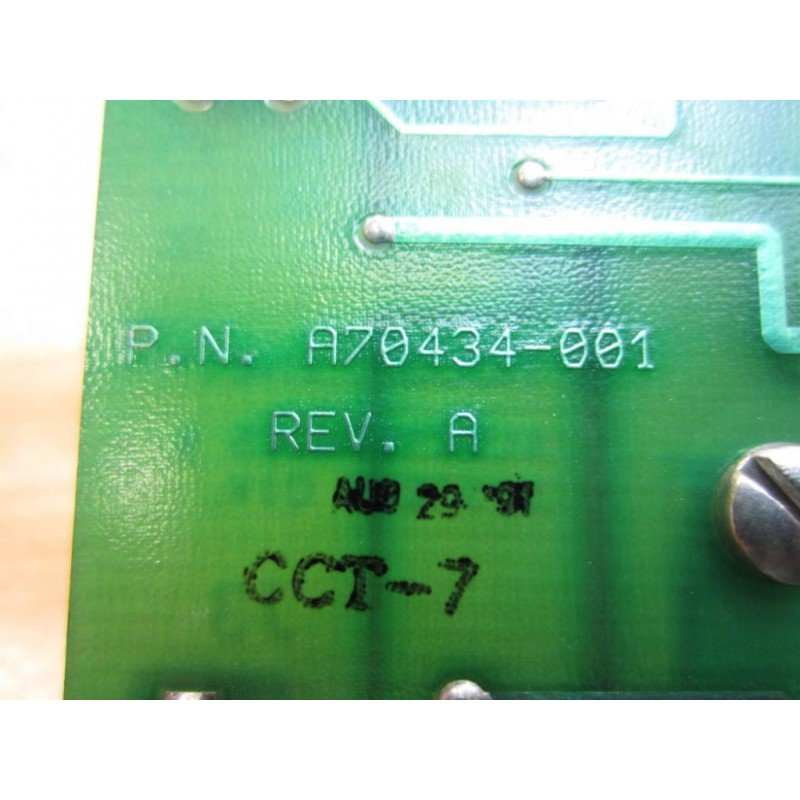 P.N. A70434-001
REV. A
AUG 29 '97
CCT-7